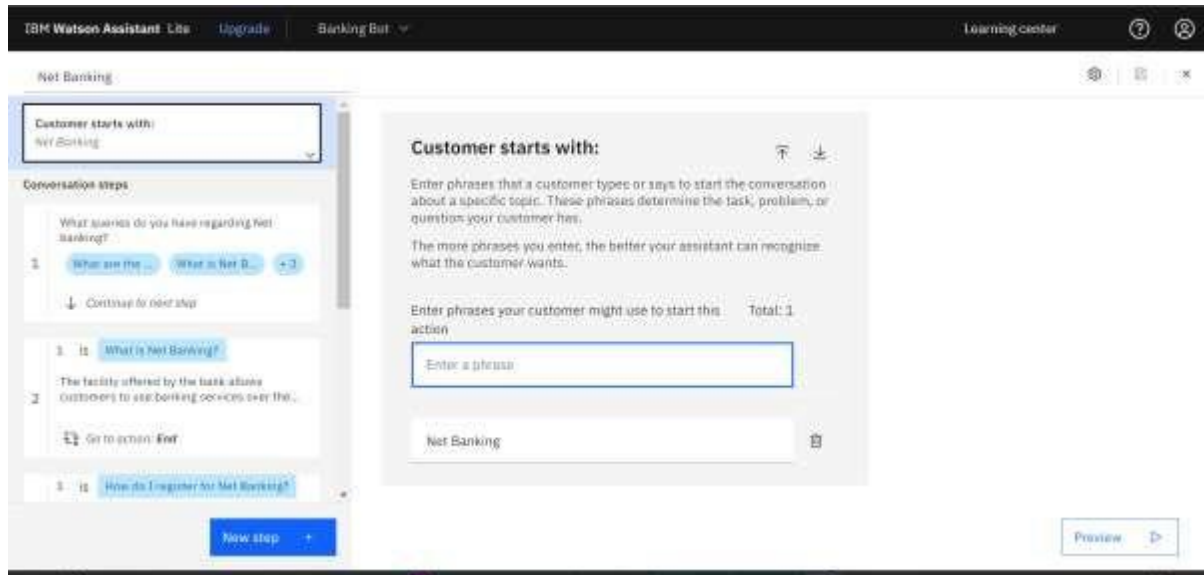 IBM Watson Assistant Lite Upgrade Banking Bot Learning center
Net Banking
Customer starts with:
Net Banking
Conversation steps
What queries do you have regarding Net
banking?
1 What are the ... What is Net B... + 3
Continue to next step
1 is What is Net Banking?
The facility offered by the bank allows
2 customers to use banking services over the...
Go to action: End
1 is How do I register for Net Banking?
New step +
Customer starts with:
Enter phrases that a customer types or says to start the conversation
about a specific topic. These phrases determine the task, problem, or
question your customer has.
The more phrases you enter, the better your assistant can recognize
what the customer wants.
Enter phrases your customer might use to start this Total: 1
action
Enter a phrase
Net Banking
Preview